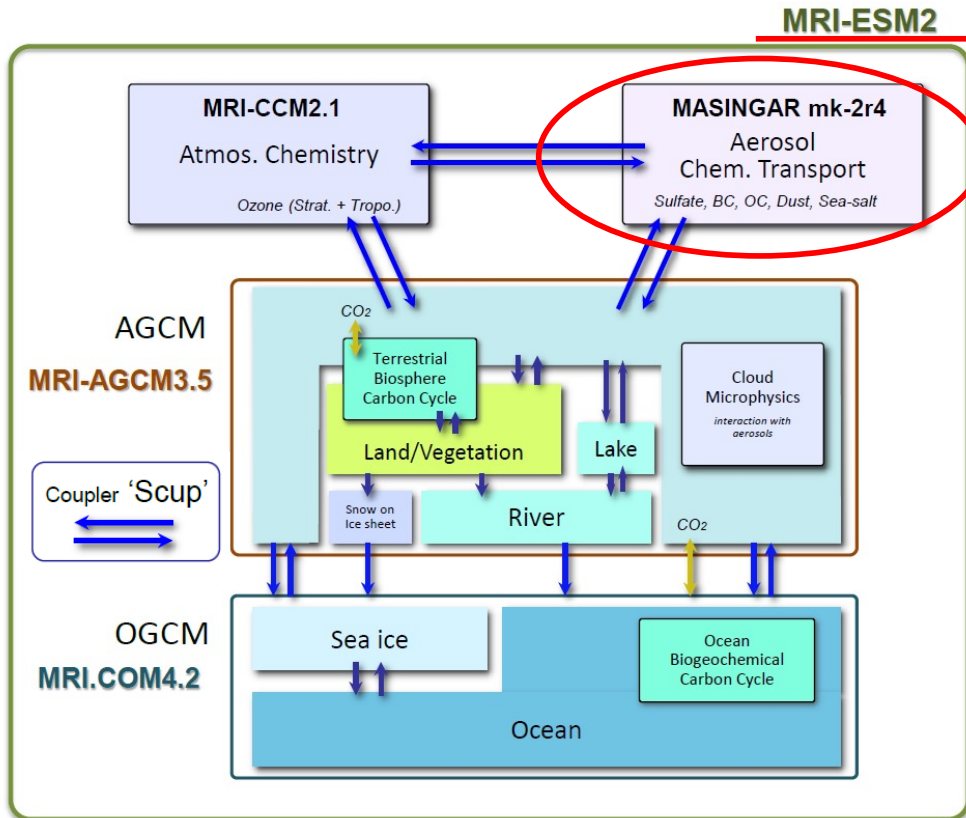 MRI-ESM2
MRI-CCM2.1
Atmos. Chemistry
Ozone (Strat. + Tropo.)
MASINGAR mk-2r4
Aerosol
Chem. Transport
Sulfate, BC, OC, Dust, Sea-salt
AGCM
MRI-AGCM3.5
CO2
Terrestrial
Biosphere
Carbon Cycle
Land/Vegetation
Lake
Cloud
Microphysics
interaction with
aerosols
Snow on
Ice sheet
River
CO2
Coupler 'Scup'
OGCM
MRI.COM4.2
Sea ice
Ocean
Biogeochemical
Carbon Cycle
Ocean